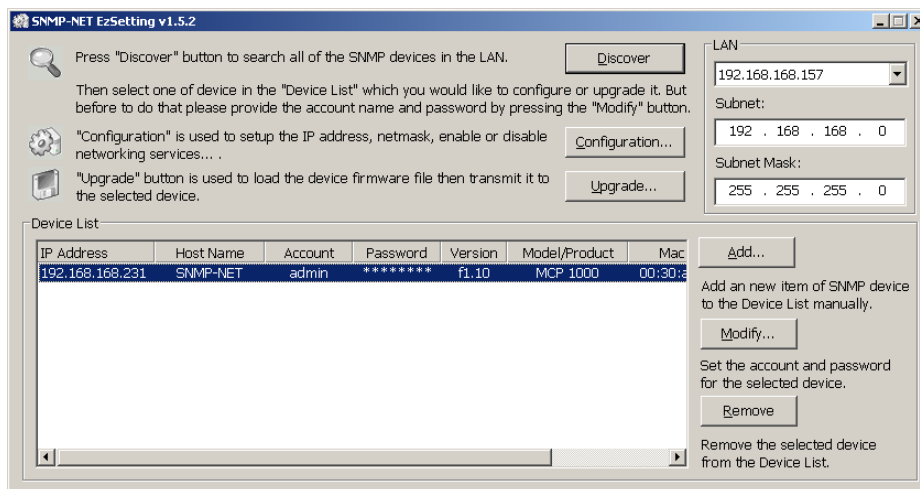 SNMP-NET EzSetting v1.5.2
Press "Discover" button to search all of the SNMP devices in the LAN.
Discover
Then select one of device in the "Device List" which you would like to configure or upgrade it. But
before to do that please provide the account name and password by pressing the "Modify" button.
"Configuration" is used to setup the IP address, netmask, enable or disable
networking services... .
Configuration...
"Upgrade" button is used to load the device firmware file then transmit it to
the selected device.
Upgrade...
LAN
192.168.168.157
Subnet:
192 . 168 . 168 . 0
Subnet Mask:
255 . 255 . 255 . 0
Device List
IP Address Host Name Account Password Version Model/Product Mac
192.168.168.231 SNMP-NET admin ******** f1.10 MCP 1000 00:30:a
Add...
Add an new item of SNMP device
to the Device List manually.
Modify...
Set the account and password
for the selected device.
Remove
Remove the selected device
from the Device List.